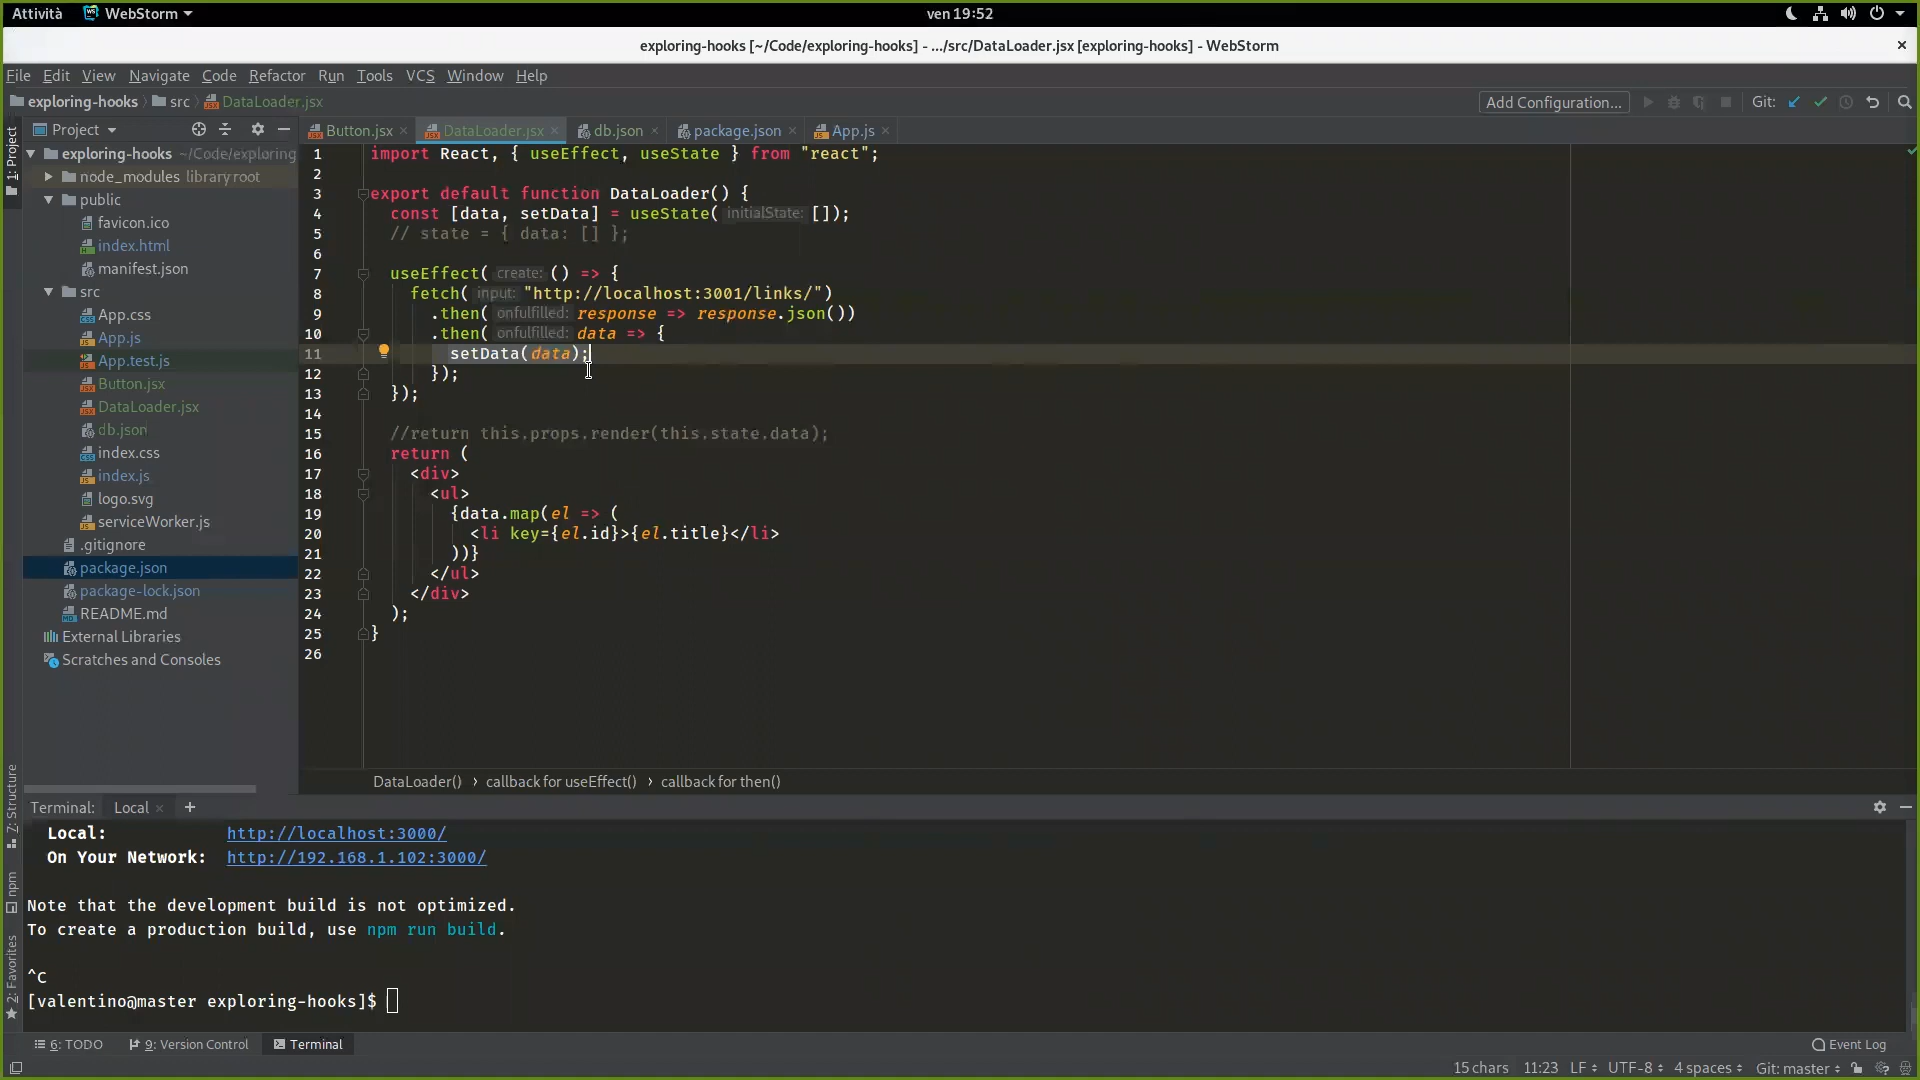 Attività WebStorm ven 19:52
exploring-hooks [~/Code/exploring-hooks] - .../src/DataLoader.jsx [exploring-hooks] - WebStorm
File Edit View Navigate Code Refactor Run Tools VCS Window Help
exploring-hooks src DataLoader.jsx Add Configuration... Git:
1: Project
Project
exploring-hooks ~/Code/exploring
node_modules library root
public
favicon.ico
index.html
manifest.json
src
App.css
App.js
App.test.js
Button.jsx
DataLoader.jsx
db.json
index.css
index.js
logo.svg
serviceWorker.js
.gitignore
package.json
package-lock.json
README.md
External Libraries
Scratches and Consoles
Button.jsx DataLoader.jsx db.json package.json App.js
1 import React, { useEffect, useState } from "react";
2
3 export default function DataLoader() {
4 const [data, setData] = useState( initialState: []);
5 // state = { data: [] };
6
7 useEffect( create: () => {
8 fetch( input: "http://localhost:3001/links/")
9 .then( onfulfilled: response => response.json())
10 .then( onfulfilled: data => {
11 setData(data);
12 });
13 });
14
15 //return this.props.render(this.state.data);
16 return (
17 <div>
18 <ul>
19 {data.map(el => (
20 <li key={el.id}>{el.title}</li>
21 ))}
22 </ul>
23 </div>
24 );
25 }
26
DataLoader() › callback for useEffect() › callback for then()
7: Structure
npm
2: Favorites
Terminal: Local +
Local: http://localhost:3000/
On Your Network: http://192.168.1.102:3000/
Note that the development build is not optimized.
To create a production build, use npm run build.
^C
[valentino@master exploring-hooks]$
6: TODO 9: Version Control Terminal Event Log
15 chars 11:23 LF UTF-8 4 spaces Git: master